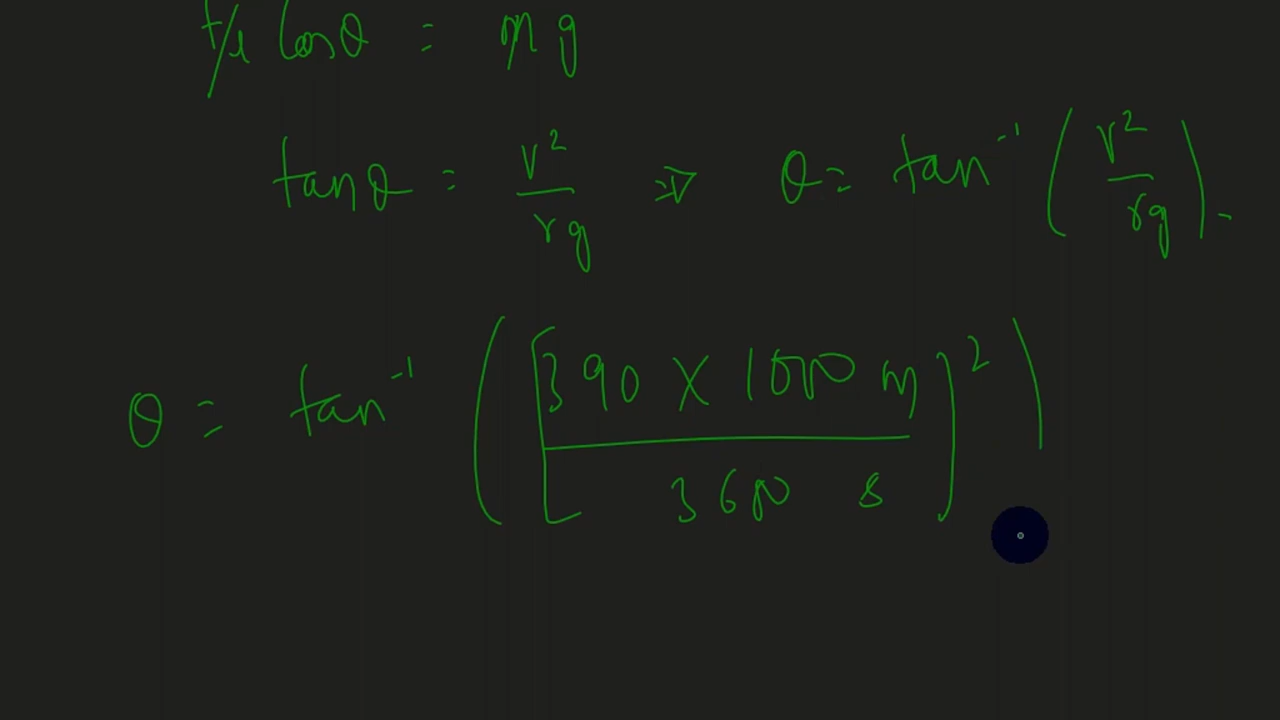 cosθ = mg
tanθ = v²/rg ⇒ θ = tan⁻¹ (v²/rg).
θ = tan⁻¹ ([390 × 1000 m / 3600 s]²)